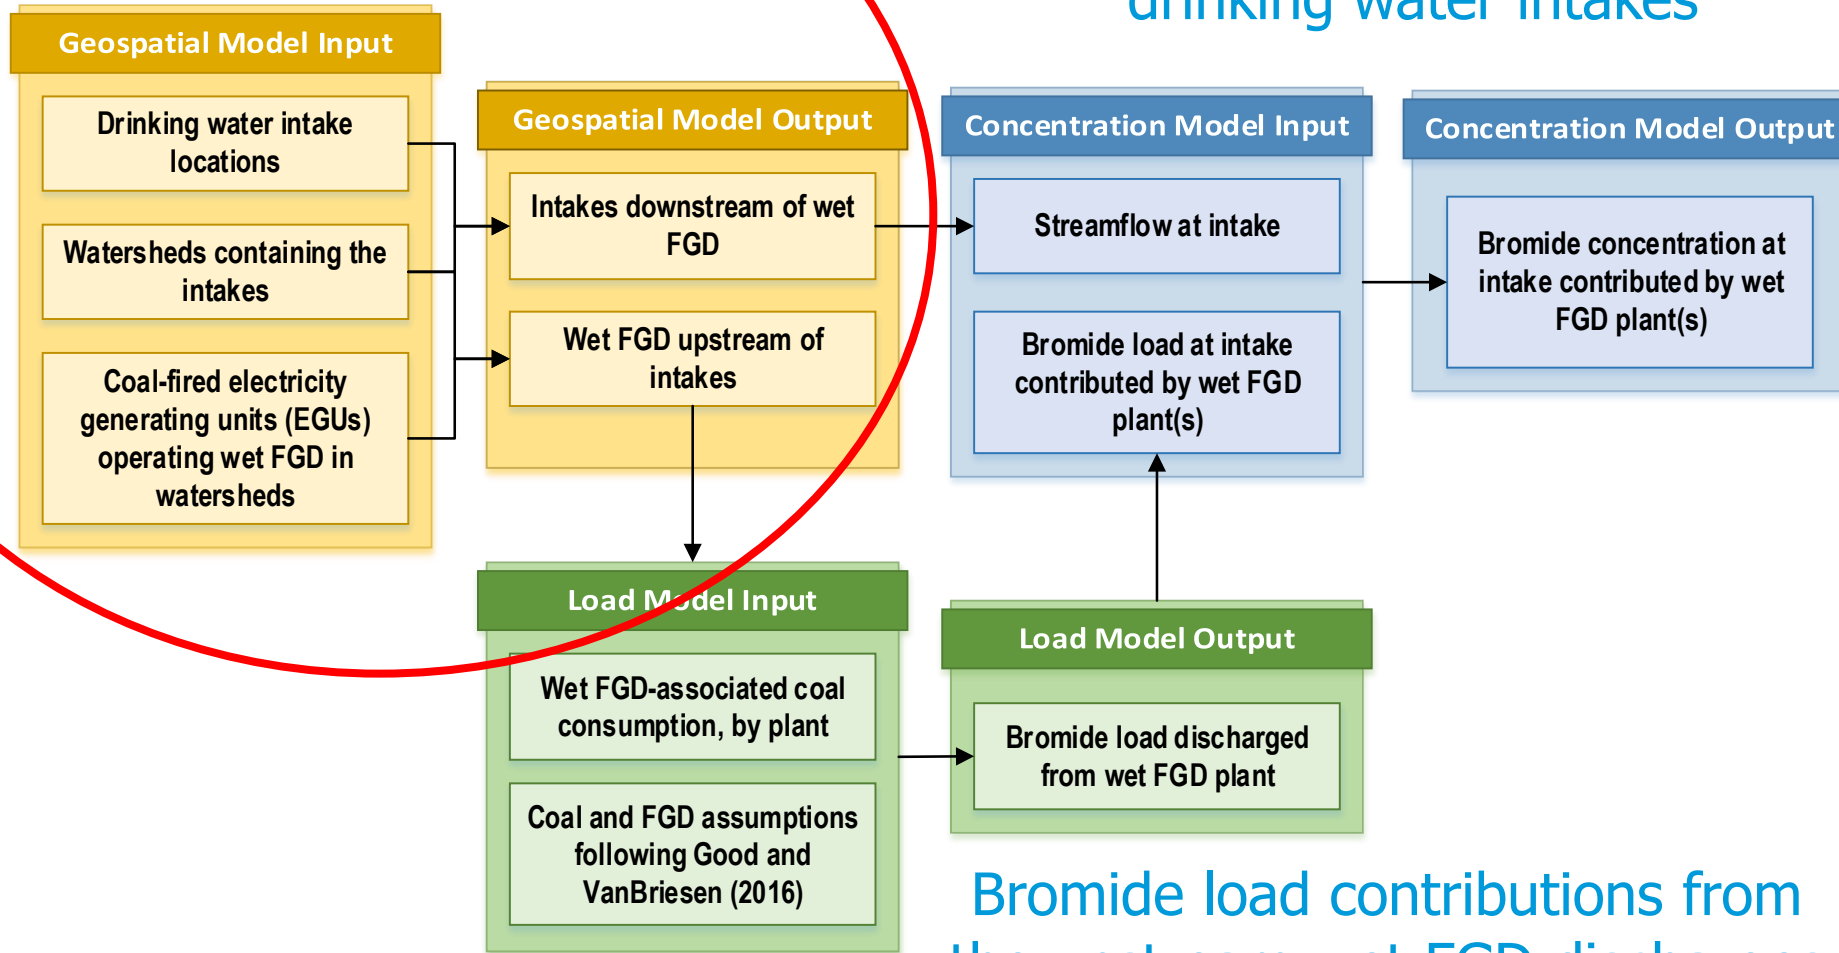 drinking water intakes
Geospatial Model Input
Drinking water intake
locations
Watersheds containing the
intakes
Coal-fired electricity
generating units (EGUs)
operating wet FGD in
watersheds
Geospatial Model Output
Intakes downstream of wet
FGD
Wet FGD upstream of
intakes
Concentration Model Input
Streamflow at intake
Bromide load at intake
contributed by wet FGD
plant(s)
Concentration Model Output
Bromide concentration at
intake contributed by wet
FGD plant(s)
Load Model Input
Wet FGD-associated coal
consumption, by plant
Coal and FGD assumptions
following Good and
VanBriesen (2016)
Load Model Output
Bromide load discharged
from wet FGD plant
Bromide load contributions from
wet FGD